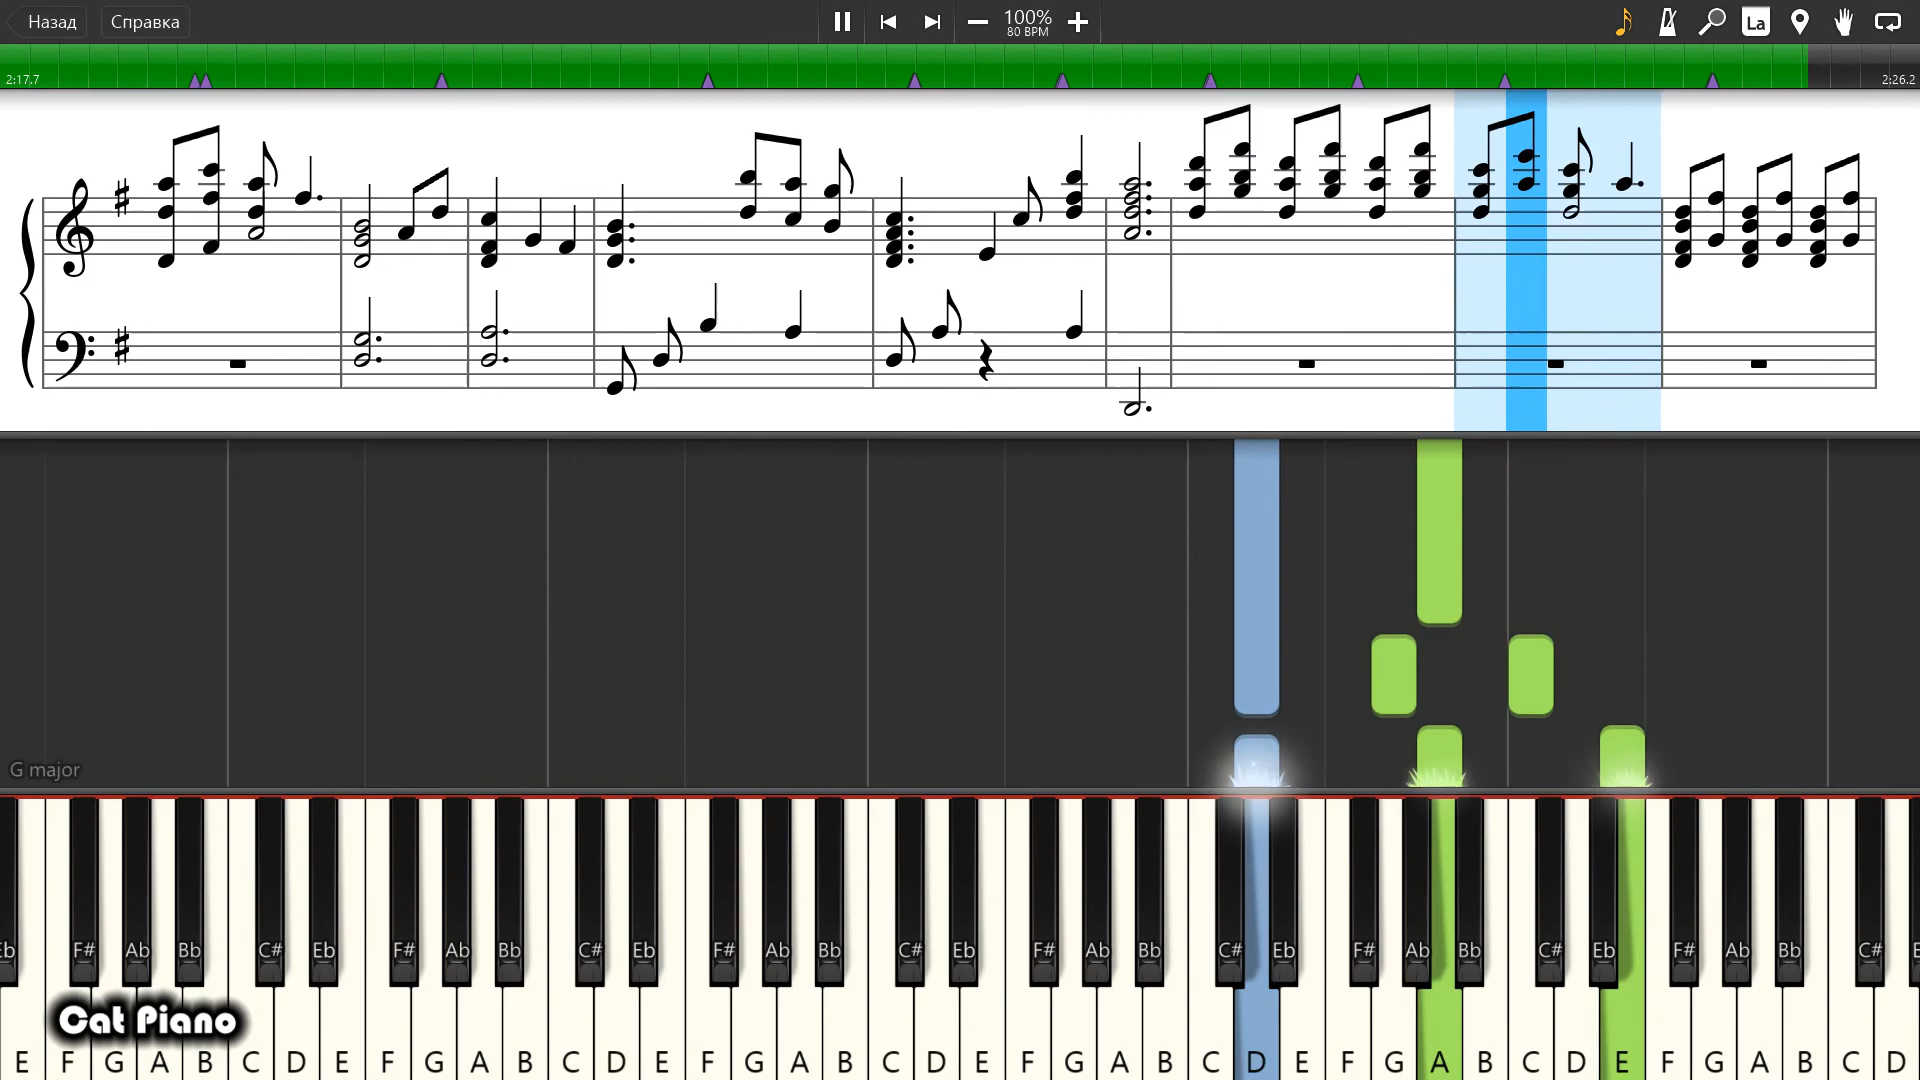 Назад
Справка
100%
80 BPM
La
2:17.7
2:26.2
G major
Eb F# Ab Bb C# Eb F# Ab Bb C# Eb F# Ab Bb C# Eb F# Ab Bb C# Eb F# Ab Bb C# Eb F# Ab Bb C# E
Cat Piano
E F G A B C D E F G A B C D E F G A B C D E F G A B C D E F G A B C D E F G A B C D